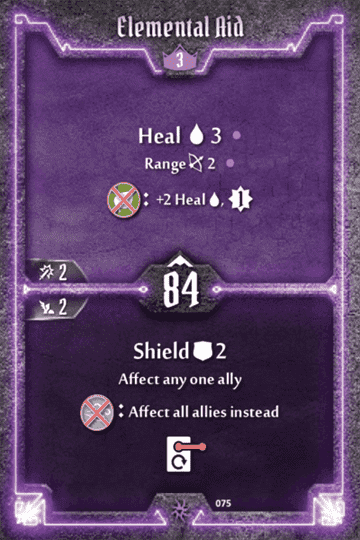 Elemental Aid
3
Heal 3
Range 2
: +2 Heal, 1
2
84
2
Shield 2
Affect any one ally
: Affect all allies instead
075